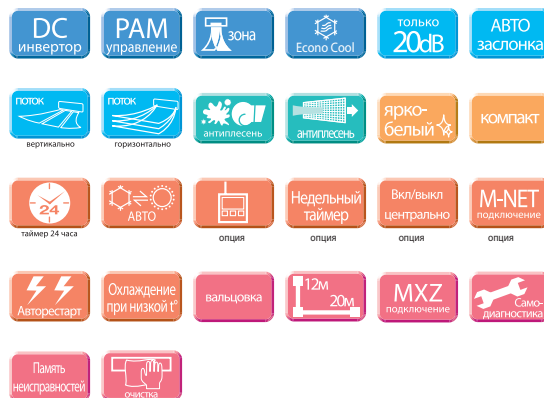 DC
инвертор
PAM
управление
зона
Econo Cool
только
20dB
АВТО
заслонка
ПОТОК
вертикально
ПОТОК
горизонтально
антиплесень
антиплесень
ярко-
белый
компакт
24
таймер 24 часа
АВТО
опция
Недельный
таймер
опция
Вкл/выкл
центрально
опция
M-NET
подключение
опция
Авторестарт
Охлаждение
при низкой t°
вальцовка
12м
20м
MXZ
подключение
Само-
диагностика
Память
неисправностей
очистка